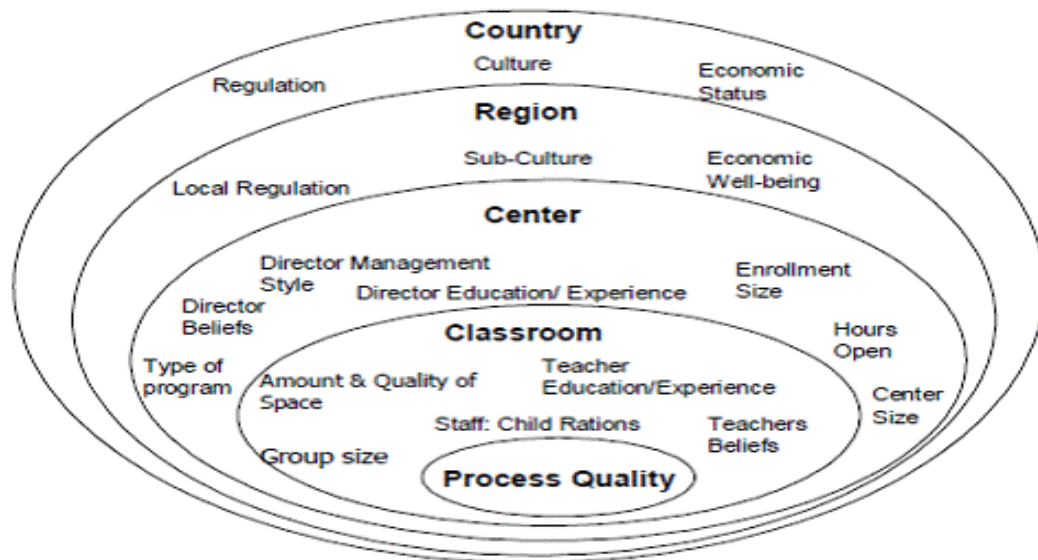 Country
Culture
Regulation
Economic
Status
Region
Sub-Culture
Economic
Well-being
Local Regulation
Center
Director Management
Style
Enrollment
Size
Director Education/ Experience
Director
Beliefs
Classroom
Hours
Open
Type of
program
Teacher
Education/Experience
Amount & Quality of
Space
Center
Size
Staff: Child Rations
Teachers
Beliefs
Group size
Process Quality